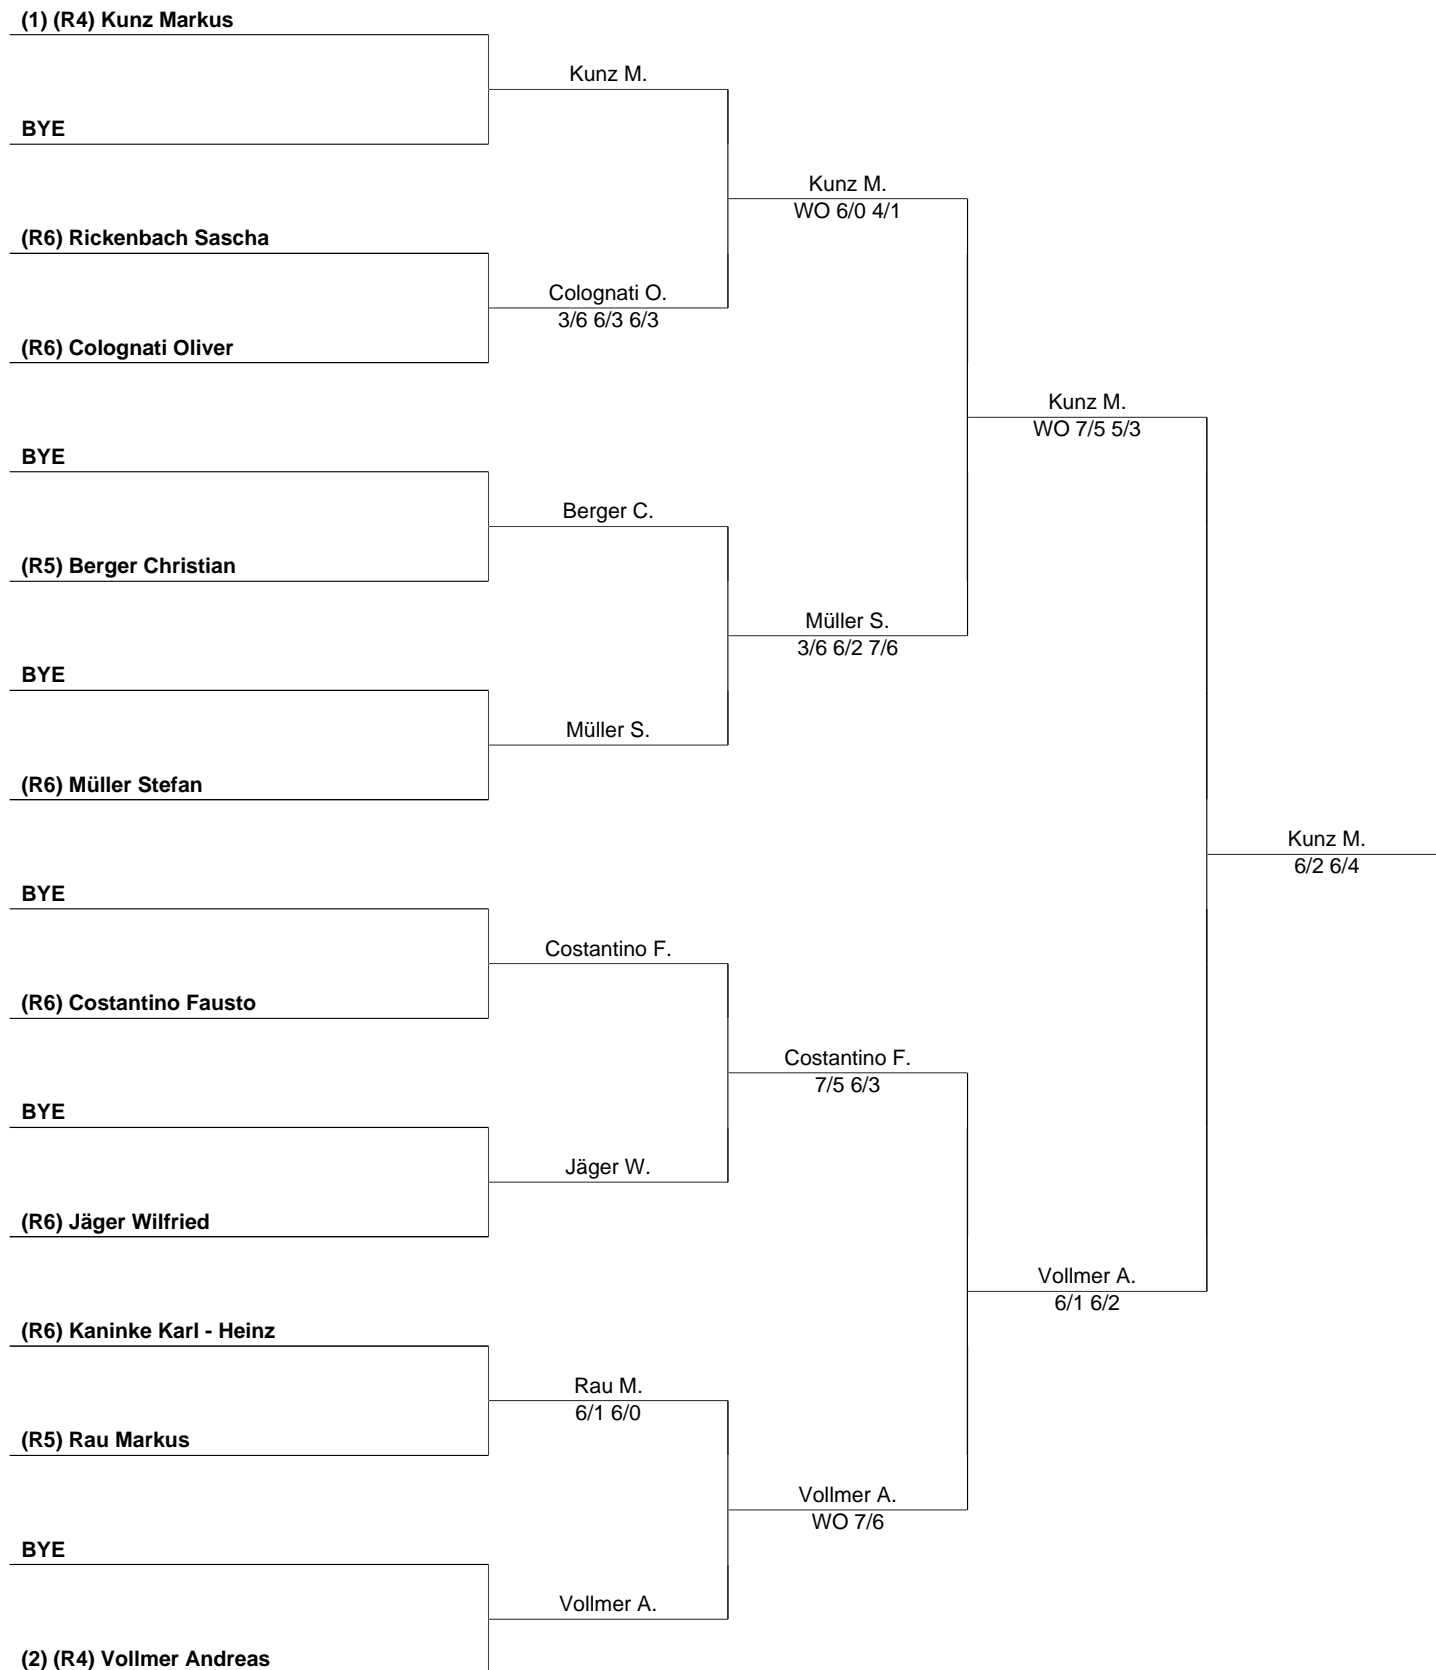 (1) (R4) Kunz Markus
Kunz M.
BYE
Kunz M.
WO 6/0 4/1
(R6) Rickenbach Sascha
Colognati O.
3/6 6/3 6/3
(R6) Colognati Oliver
Kunz M.
WO 7/5 5/3
BYE
Berger C.
(R5) Berger Christian
Müller S.
3/6 6/2 7/6
BYE
Müller S.
(R6) Müller Stefan
Kunz M.
6/2 6/4
BYE
Costantino F.
(R6) Costantino Fausto
Costantino F.
7/5 6/3
BYE
Jäger W.
(R6) Jäger Wilfried
Vollmer A.
6/1 6/2
(R6) Kaninke Karl - Heinz
Rau M.
6/1 6/0
(R5) Rau Markus
Vollmer A.
WO 7/6
BYE
Vollmer A.
(2) (R4) Vollmer Andreas